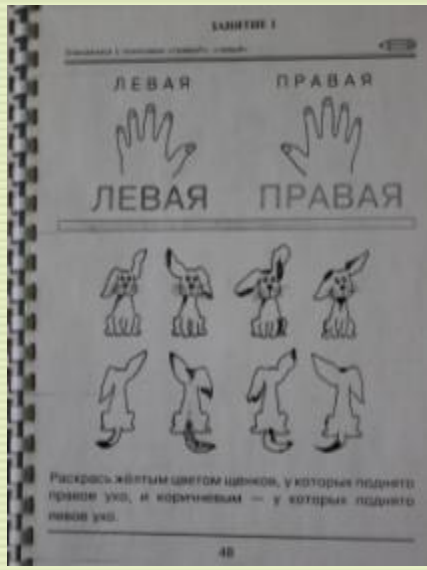 ЗАНЯТИЕ 1
ЛЕВАЯ ПРАВАЯ
ЛЕВАЯ ПРАВАЯ
Раскрась жёлтым цветом щенков, у которых поднято
правое ухо, и коричневым — у которых поднято
левое ухо.
48